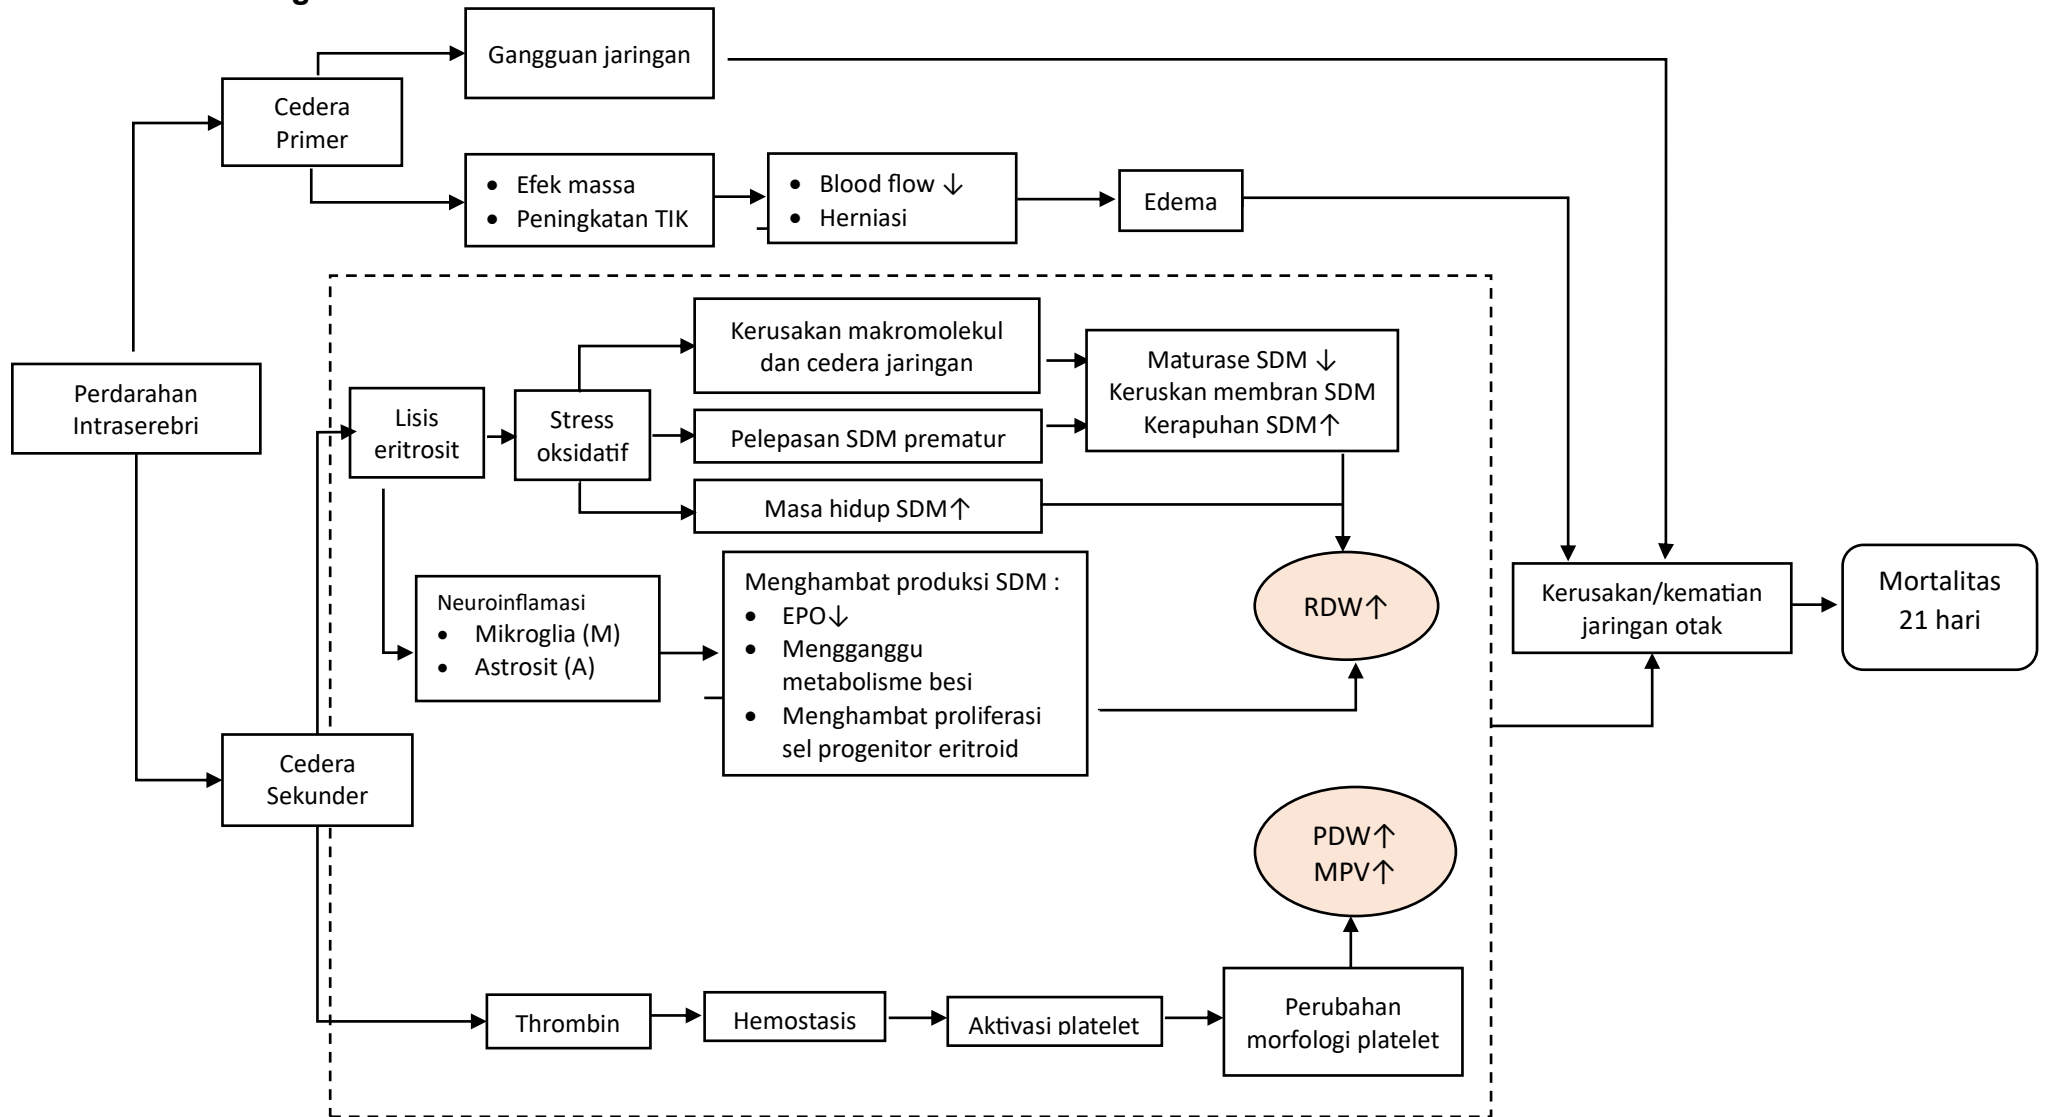 Gangguan jaringan
Cedera
Primer
• Efek massa
• Peningkatan TIK
• Blood flow ↓
• Herniasi
Edema
Perdarahan
Intraserebri
Lisis
eritrosit
Stress
oksidatif
Kerusakan makromolekul
dan cedera jaringan
Pelepasan SDM prematur
Masa hidup SDM↑
Maturase SDM ↓
Keruskan membran SDM
Kerapuhan SDM↑
Neuroinflamasi
• Mikroglia (M)
• Astrosit (A)
Menghambat produksi SDM :
• EPO↓
• Mengganggu
metabolisme besi
• Menghambat proliferasi
sel progenitor eritroid
RDW↑
Kerusakan/kematian
jaringan otak
Mortalitas
21 hari
Cedera
Sekunder
PDW↑
MPV↑
Thrombin
Hemostasis
Aktivasi platelet
Perubahan
morfologi platelet